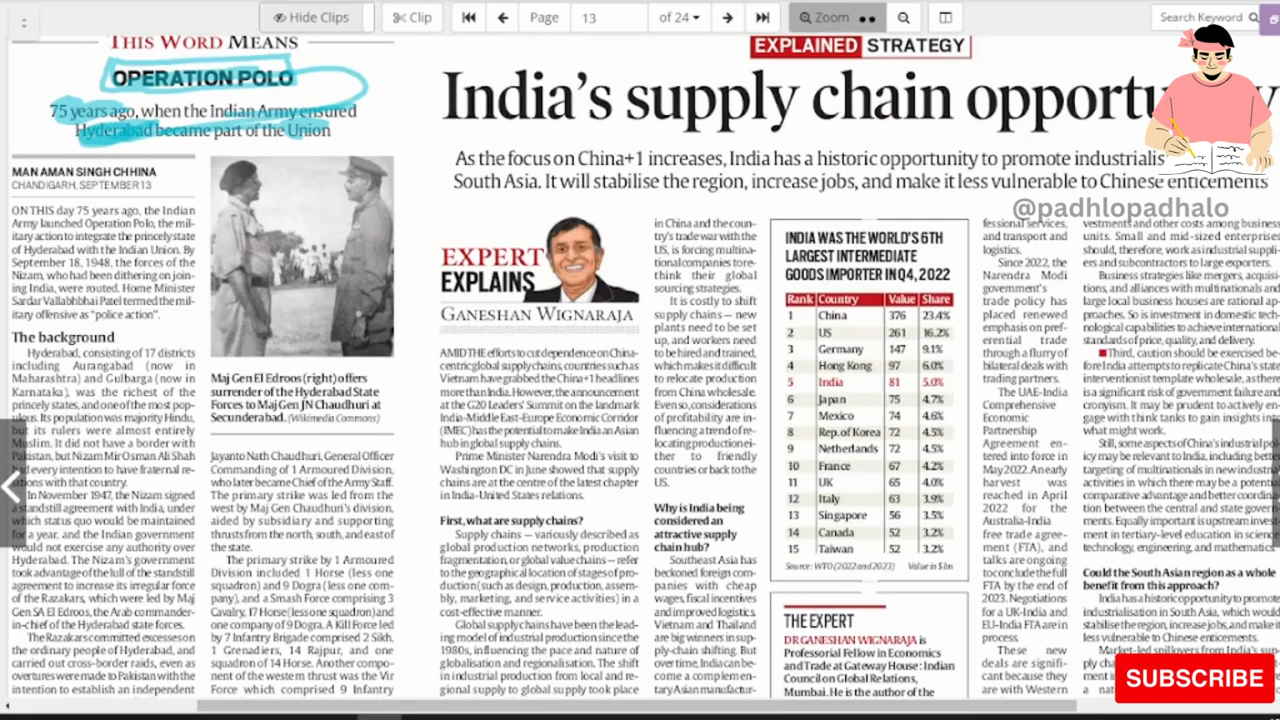 Hide Clips
Clip
Page
13
of 24
Zoom
Search Keyword
THIS WORD MEANS
OPERATION POLO
75 years ago, when the Indian Army ensured
Hyderabad became part of the Union
MAN AMAN SINGH CHHINA
CHANDIGARH, SEPTEMBER 13
ON THIS day 75 years ago, the Indian
Army launched Operation Polo, the mil-
itary action to integrate the princely state
of Hyderabad with the Indian Union. By
September 18, 1948, the forces of the
Nizam, who had been dithering on join-
ing India, were routed. Home Minister
Sardar Vallabhbhai Patel termed the mil-
itary offensive as "police action".
The background
Hyderabad, consisting of 17 districts
including Aurangabad (now in
Maharashtra) and Gulbarga (now in
Karnataka), was the richest of the
princely states, and one of the most pop-
ulous. Its population was majority Hindu,
but its rulers were almost entirely
Muslim. It did not have a border with
Pakistan, but Nizam Mir Osman Ali Shah
had every intention to have fraternal re-
ations with that country.
In November 1947, the Nizam signed
a standstill agreement with India, under
which status quo would be maintained
for a year, and the Indian government
would not exercise any authority over
Hyderabad. The Nizam's government
took advantage of the lull of the standstill
agreement to increase its irregular force
of the Razakars, which were led by Maj
Gen SA El Edroos, the Arab commander-
in-chief of the Hyderabad state forces.
The Razakars committed excesses on
the ordinary people of Hyderabad, and
carried out cross-border raids, even as
overtures were made to Pakistan with the
intention to establish an independent
Maj Gen El Edroos (right) offers
surrender of the Hyderabad State
Forces to Maj Gen JN Chaudhuri at
Secunderabad. (Wikimedia Commons)
Jayanto Nath Chaudhuri, General Officer
Commanding of 1 Armoured Division,
who later became Chief of the Army Staff.
The primary strike was led from the
west by Maj Gen Chaudhuri's division,
aided by subsidiary and supporting
thrusts from the north, south, and east of
the state.
The primary strike by 1 Armoured
Division included 1 Horse (less one
squadron) and 9 Dogra (less one com-
pany), and a Smash Force comprising 3
Cavalry, 17 Horse (less one squadron) and
one company of 9 Dogra. A Kill Force led
by 7 Infantry Brigade comprised 2 Sikh,
1 Grenadiers, 14 Rajput, and one
squadron of 14 Horse. Another compo-
nent of the western thrust was the Vir
Force which comprised 9 Infantry
EXPLAINED STRATEGY
India's supply chain opportu
As the focus on China+1 increases, India has a historic opportunity to promote industrialis
South Asia. It will stabilise the region, increase jobs, and make it less vulnerable to Chinese enticements
@padhlopadhalo
EXPERT
EXPLAINS
GANESHAN WIGNARAJA
AMID THE efforts to cut dependence on China-
centric global supply chains, countries such as
Vietnam have grabbed the China+1 headlines
more than India. However, the announcement
at the G20 Leaders' Summit on the landmark
India-Middle East-Europe Economic Corridor
(IMEC) has the potential to make India an Asian
hub in global supply chains.
Prime Minister Narendra Modi's visit to
Washington DC in June showed that supply
chains are at the centre of the latest chapter
in India-United States relations.
First, what are supply chains?
Supply chains — variously described as
global production networks, production
fragmentation, or global value chains — refer
to the geographical location of stages of pro-
duction (such as design, production, assem-
bly, marketing, and service activities) in a
cost-effective manner.
Global supply chains have been the lead-
ing model of industrial production since the
1980s, influencing the pace and nature of
globalisation and regionalisation. The shift
in industrial production from local and re-
gional supply to global supply took place
in China and the coun-
try's trade war with the
US, is forcing multina-
tional companies to re-
think their global
sourcing strategies.
It is costly to shift
supply chains — new
plants need to be set
up, and workers need
to be hired and trained,
which makes it difficult
to relocate production
from China wholesale.
Even so, considerations
of profitability are in-
fluencing a trend of re-
locating production ei-
ther to friendly
countries or back to the
US.
Why is India being
considered an
attractive supply
chain hub?
Southeast Asia has
beckoned foreign com-
panies with cheap
wages, fiscal incentives
and improved logistics.
Vietnam and Thailand
are big winners in sup-
ply-chain shifting. But
over time, India can be-
come a complemen-
tary Asian manufactur-
INDIA WAS THE WORLD'S 6TH
LARGEST INTERMEDIATE
GOODS IMPORTER IN Q4, 2022
Rank Country Value Share
1 China 376 23.4%
2 US 261 16.2%
3 Germany 147 9.1%
4 Hong Kong 97 6.0%
5 India 81 5.0%
6 Japan 75 4.7%
7 Mexico 74 4.6%
8 Rep. of Korea 72 4.5%
9 Netherlands 72 4.5%
10 France 67 4.2%
11 UK 65 4.0%
12 Italy 63 3.9%
13 Singapore 56 3.5%
14 Canada 52 3.2%
15 Taiwan 52 3.2%
Source: WTO (2022 and 2023) Value in $ bn
THE EXPERT
DR GANESHAN WIGNARAJA is
Professorial Fellow in Economics
and Trade at Gateway House: Indian
Council on Global Relations,
Mumbai. He is the author of the
fessional services,
and transport and
logistics.
Since 2022, the
Narendra Modi
government's
trade policy has
placed renewed
emphasis on pref-
erential trade
through a flurry of
bilateral deals with
trading partners.
The UAE-India
Comprehensive
Economic
Partnership
Agreement en-
tered into force in
May 2022. An early
harvest was
reached in April
2022 for the
Australia-India
free trade agree-
ment (FTA), and
talks are ongoing
to conclude the full
FTA by the end of
2023. Negotiations
for a UK-India and
EU-India FTA are in
process.
These new
deals are signifi-
cant because they
are with Western
vestments and other costs among business
units. Small and mid-sized enterprises
should, therefore, work as industrial suppli-
ers and subcontractors to large exporters.
Business strategies like mergers, acquisi-
tions, and alliances with multinationals and
large local business houses are rational ap-
proaches. So is investment in domestic tech-
nological capabilities to achieve international
standards of price, quality, and delivery.
Third, caution should be exercised be-
fore India attempts to replicate China's state
interventionist template wholesale, as there
is a significant risk of government failure and
cronyism. It may be prudent to actively en-
gage with think tanks to gain insights in
what might work.
Still, some aspects of China's industrial pol-
icy may be relevant to India, including better
targeting of multinationals in new industria
activities in which there may be a potentia
comparative advantage and better coordina
tion between the central and state govern-
ments. Equally important is upstream invest
ment in tertiary-level education in science
technology, engineering, and mathematics
Could the South Asian region as a whole
benefit from this approach?
India has a historic opportunity to promote
industrialisation in South Asia, which would
stabilise the region, increase jobs, and make it
less vulnerable to Chinese enticements.
Market-led spillovers from India's sup-
ply cha
ment i
a nat
SUBSCRIBE